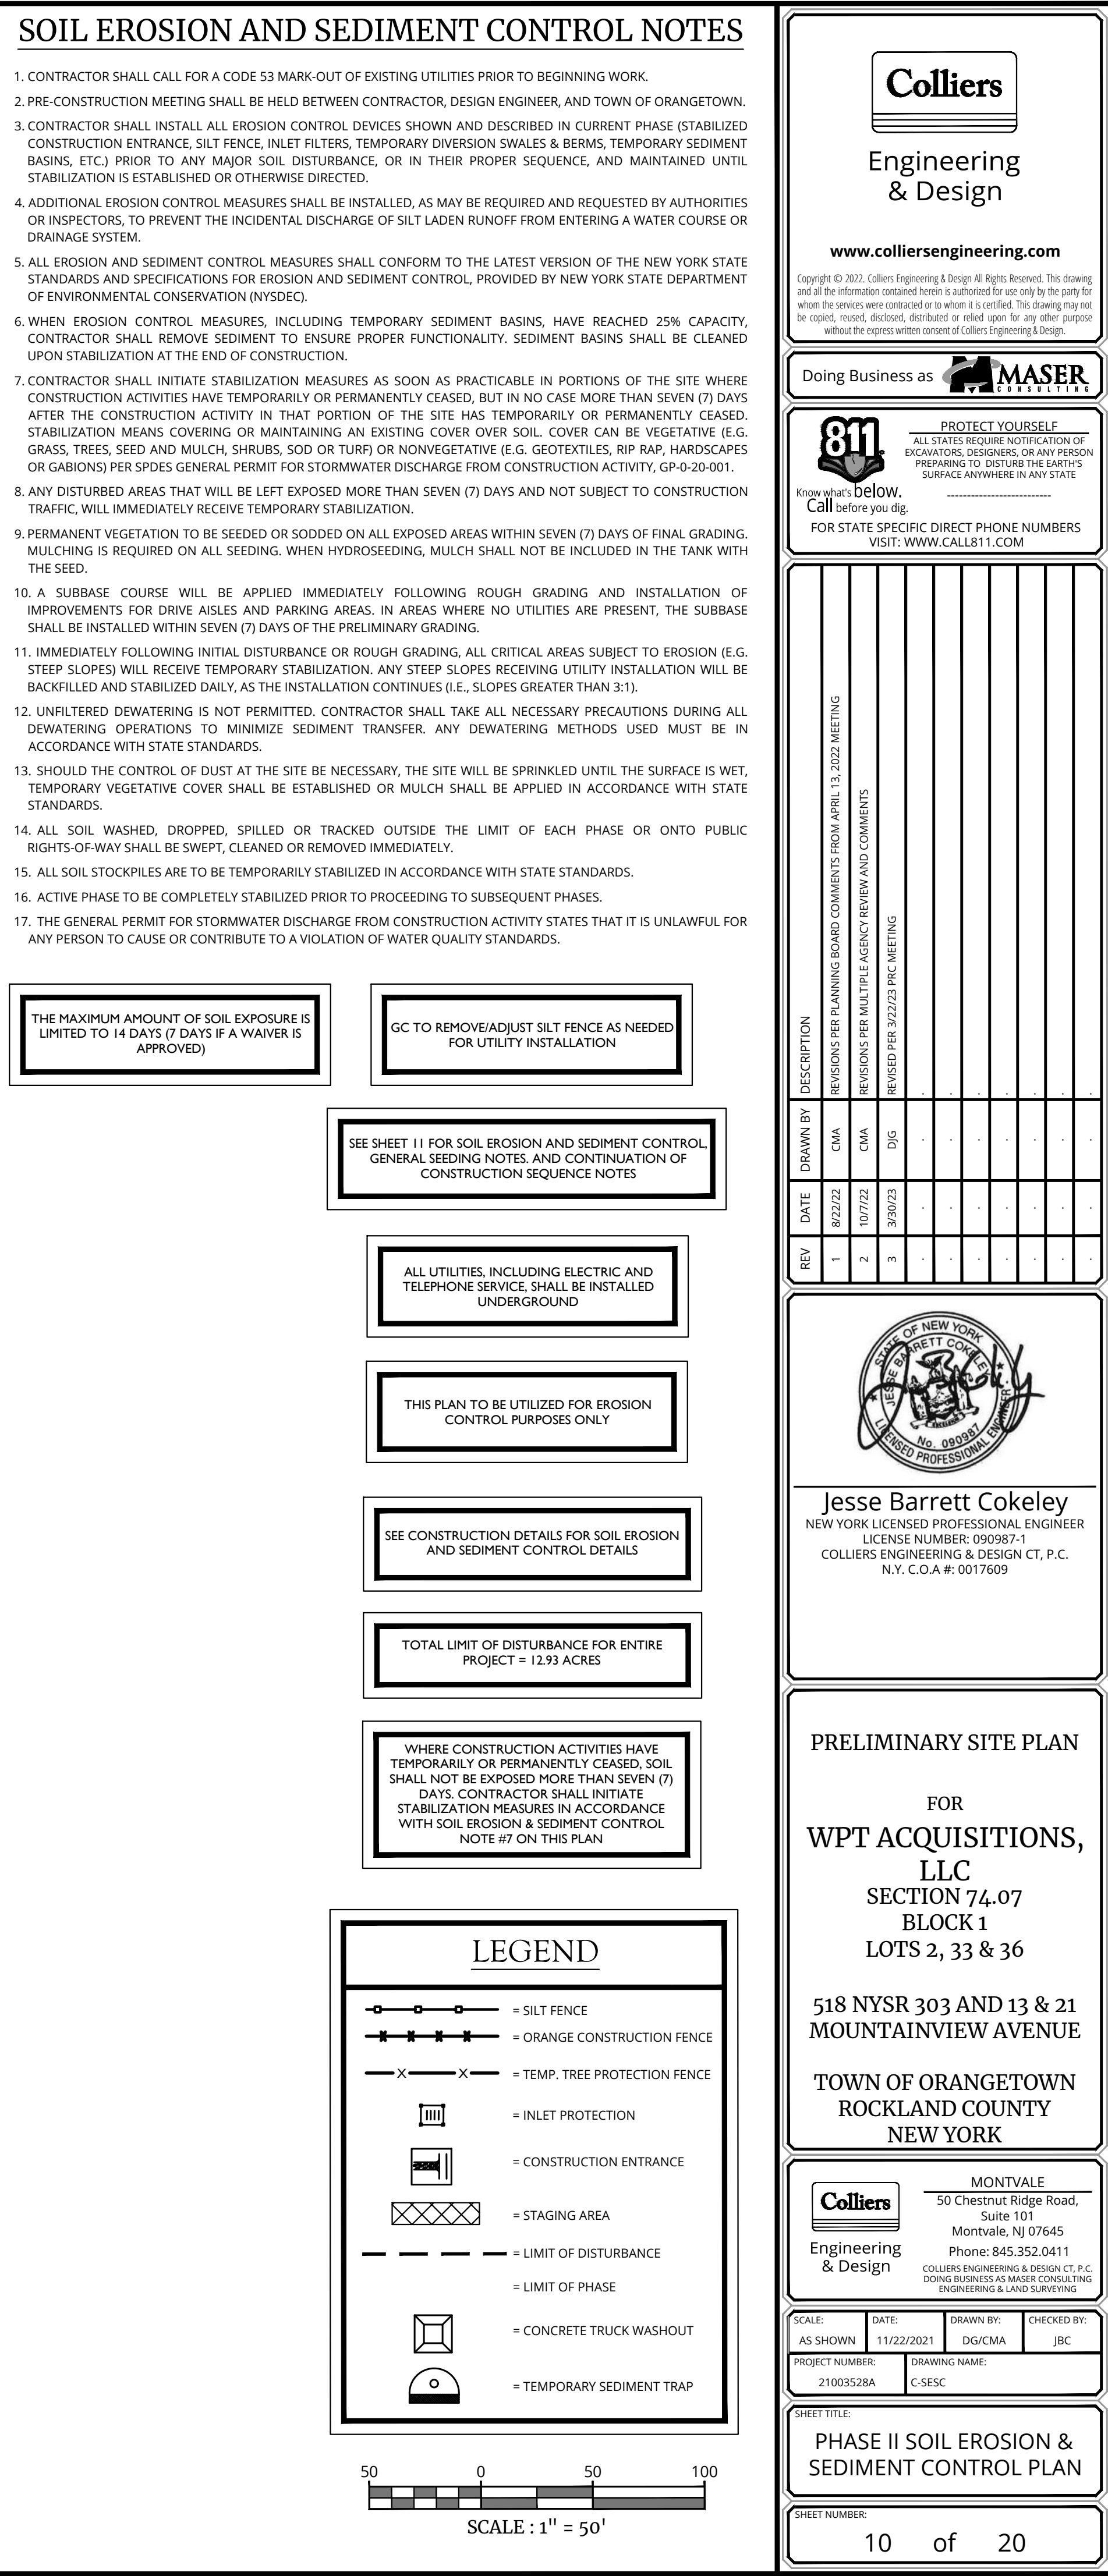 SOIL EROSION AND SEDIMENT CONTROL NOTES
1. CONTRACTOR SHALL CALL FOR A CODE 53 MARK-OUT OF EXISTING UTILITIES PRIOR TO BEGINNING WORK.
2. PRE-CONSTRUCTION MEETING SHALL BE HELD BETWEEN CONTRACTOR, DESIGN ENGINEER, AND TOWN OF ORANGETOWN.
3. CONTRACTOR SHALL INSTALL ALL EROSION CONTROL DEVICES SHOWN AND DESCRIBED IN CURRENT PHASE (STABILIZED
CONSTRUCTION ENTRANCE, SILT FENCE, INLET FILTERS, TEMPORARY DIVERSION SWALES & BERMS, TEMPORARY SEDIMENT
BASINS, ETC.) PRIOR TO ANY MAJOR SOIL DISTURBANCE, OR IN THEIR PROPER SEQUENCE, AND MAINTAINED UNTIL
STABILIZATION IS ESTABLISHED OR OTHERWISE DIRECTED.
4. ADDITIONAL EROSION CONTROL MEASURES SHALL BE INSTALLED, AS MAY BE REQUIRED AND REQUESTED BY AUTHORITIES
OR INSPECTORS, TO PREVENT THE INCIDENTAL DISCHARGE OF SILT LADEN RUNOFF FROM ENTERING A WATER COURSE OR
DRAINAGE SYSTEM.
5. ALL EROSION AND SEDIMENT CONTROL MEASURES SHALL CONFORM TO THE LATEST VERSION OF THE NEW YORK STATE
STANDARDS AND SPECIFICATIONS FOR EROSION AND SEDIMENT CONTROL, PROVIDED BY NEW YORK STATE DEPARTMENT
OF ENVIRONMENTAL CONSERVATION (NYSDEC).
6. WHEN EROSION CONTROL MEASURES, INCLUDING TEMPORARY SEDIMENT BASINS, HAVE REACHED 25% CAPACITY,
CONTRACTOR SHALL REMOVE SEDIMENT TO ENSURE PROPER FUNCTIONALITY. SEDIMENT BASINS SHALL BE CLEANED
UPON STABILIZATION AT THE END OF CONSTRUCTION.
7. CONTRACTOR SHALL INITIATE STABILIZATION MEASURES AS SOON AS PRACTICABLE IN PORTIONS OF THE SITE WHERE
CONSTRUCTION ACTIVITIES HAVE TEMPORARILY OR PERMANENTLY CEASED, BUT IN NO CASE MORE THAN SEVEN (7) DAYS
AFTER THE CONSTRUCTION ACTIVITY IN THAT PORTION OF THE SITE HAS TEMPORARILY OR PERMANENTLY CEASED.
STABILIZATION MEANS COVERING OR MAINTAINING AN EXISTING COVER OVER SOIL. COVER CAN BE VEGETATIVE (E.G.
GRASS, TREES, SEED AND MULCH, SHRUBS, SOD OR TURF) OR NONVEGETATIVE (E.G. GEOTEXTILES, RIP RAP, HARDSCAPES
OR GABIONS) PER SPDES GENERAL PERMIT FOR STORMWATER DISCHARGE FROM CONSTRUCTION ACTIVITY, GP-0-20-001.
8. ANY DISTURBED AREAS THAT WILL BE LEFT EXPOSED MORE THAN SEVEN (7) DAYS AND NOT SUBJECT TO CONSTRUCTION
TRAFFIC, WILL IMMEDIATELY RECEIVE TEMPORARY STABILIZATION.
9. PERMANENT VEGETATION TO BE SEEDED OR SODDED ON ALL EXPOSED AREAS WITHIN SEVEN (7) DAYS OF FINAL GRADING.
MULCHING IS REQUIRED ON ALL SEEDING. WHEN HYDROSEEDING, MULCH SHALL NOT BE INCLUDED IN THE TANK WITH
THE SEED.
10. A SUBBASE COURSE WILL BE APPLIED IMMEDIATELY FOLLOWING ROUGH GRADING AND INSTALLATION OF
IMPROVEMENTS FOR DRIVE AISLES AND PARKING AREAS. IN AREAS WHERE NO UTILITIES ARE PRESENT, THE SUBBASE
SHALL BE INSTALLED WITHIN SEVEN (7) DAYS OF THE PRELIMINARY GRADING.
11. IMMEDIATELY FOLLOWING INITIAL DISTURBANCE OR ROUGH GRADING, ALL CRITICAL AREAS SUBJECT TO EROSION (E.G.
STEEP SLOPES) WILL RECEIVE TEMPORARY STABILIZATION. ANY STEEP SLOPES RECEIVING UTILITY INSTALLATION WILL BE
BACKFILLED AND STABILIZED DAILY, AS THE INSTALLATION CONTINUES (I.E., SLOPES GREATER THAN 3:1).
12. UNFILTERED DEWATERING IS NOT PERMITTED. CONTRACTOR SHALL TAKE ALL NECESSARY PRECAUTIONS DURING ALL
DEWATERING OPERATIONS TO MINIMIZE SEDIMENT TRANSFER. ANY DEWATERING METHODS USED MUST BE IN
ACCORDANCE WITH STATE STANDARDS.
13. SHOULD THE CONTROL OF DUST AT THE SITE BE NECESSARY, THE SITE WILL BE SPRINKLED UNTIL THE SURFACE IS WET,
TEMPORARY VEGETATIVE COVER SHALL BE ESTABLISHED OR MULCH SHALL BE APPLIED IN ACCORDANCE WITH STATE
STANDARDS.
14. ALL SOIL WASHED, DROPPED, SPILLED OR TRACKED OUTSIDE THE LIMIT OF EACH PHASE OR ONTO PUBLIC
RIGHTS-OF-WAY SHALL BE SWEPT, CLEANED OR REMOVED IMMEDIATELY.
15. ALL SOIL STOCKPILES ARE TO BE TEMPORARILY STABILIZED IN ACCORDANCE WITH STATE STANDARDS.
16. ACTIVE PHASE TO BE COMPLETELY STABILIZED PRIOR TO PROCEEDING TO SUBSEQUENT PHASES.
17. THE GENERAL PERMIT FOR STORMWATER DISCHARGE FROM CONSTRUCTION ACTIVITY STATES THAT IT IS UNLAWFUL FOR
ANY PERSON TO CAUSE OR CONTRIBUTE TO A VIOLATION OF WATER QUALITY STANDARDS.
THE MAXIMUM AMOUNT OF SOIL EXPOSURE IS
LIMITED TO 14 DAYS (7 DAYS IF A WAIVER IS
APPROVED)
GC TO REMOVE/ADJUST SILT FENCE AS NEEDED
FOR UTILITY INSTALLATION
SEE SHEET 11 FOR SOIL EROSION AND SEDIMENT CONTROL,
GENERAL SEEDING NOTES. AND CONTINUATION OF
CONSTRUCTION SEQUENCE NOTES
ALL UTILITIES, INCLUDING ELECTRIC AND
TELEPHONE SERVICE, SHALL BE INSTALLED
UNDERGROUND
THIS PLAN TO BE UTILIZED FOR EROSION
CONTROL PURPOSES ONLY
SEE CONSTRUCTION DETAILS FOR SOIL EROSION
AND SEDIMENT CONTROL DETAILS
TOTAL LIMIT OF DISTURBANCE FOR ENTIRE
PROJECT = 12.93 ACRES
WHERE CONSTRUCTION ACTIVITIES HAVE
TEMPORARILY OR PERMANENTLY CEASED, SOIL
SHALL NOT BE EXPOSED MORE THAN SEVEN (7)
DAYS. CONTRACTOR SHALL INITIATE
STABILIZATION MEASURES IN ACCORDANCE
WITH SOIL EROSION & SEDIMENT CONTROL
NOTE #7 ON THIS PLAN
LEGEND
= SILT FENCE
= ORANGE CONSTRUCTION FENCE
= TEMP. TREE PROTECTION FENCE
= INLET PROTECTION
= CONSTRUCTION ENTRANCE
= STAGING AREA
= LIMIT OF DISTURBANCE
= LIMIT OF PHASE
= CONCRETE TRUCK WASHOUT
= TEMPORARY SEDIMENT TRAP
50 0 50 100
SCALE : 1" = 50'
Colliers
Engineering
& Design
www.colliersengineering.com
Copyright © 2022. Colliers Engineering & Design All Rights Reserved. This drawing
and all the information contained herein is authorized for use only by the party for
whom the services were contracted or to whom it is certified. This drawing may not
be copied, reused, disclosed, distributed or relied upon for any other purpose
without the express written consent of Colliers Engineering & Design.
Doing Business as MASER
CONSULTING
811
Know what's below.
Call before you dig.
PROTECT YOURSELF
ALL STATES REQUIRE NOTIFICATION OF
EXCAVATORS, DESIGNERS, OR ANY PERSON
PREPARING TO DISTURB THE EARTH'S
SURFACE ANYWHERE IN ANY STATE
FOR STATE SPECIFIC DIRECT PHONE NUMBERS
VISIT: WWW.CALL811.COM
REV DATE DRAWN BY DESCRIPTION
1 8/22/22 CMA REVISIONS PER PLANNING BOARD COMMENTS FROM APRIL 13, 2022 MEETING
2 10/7/22 CMA REVISIONS PER MULTIPLE AGENCY REVIEW AND COMMENTS
3 3/30/23 DJG REVISED PER 3/22/23 PRC MEETING
STATE OF NEW YORK
JESSE BARRETT COKELEY
No. 090987
LICENSED PROFESSIONAL ENGINEER
Jesse Barrett Cokeley
NEW YORK LICENSED PROFESSIONAL ENGINEER
LICENSE NUMBER: 090987-1
COLLIERS ENGINEERING & DESIGN CT, P.C.
N.Y. C.O.A #: 0017609
PRELIMINARY SITE PLAN
FOR
WPT ACQUISITIONS,
LLC
SECTION 74.07
BLOCK 1
LOTS 2, 33 & 36
518 NYSR 303 AND 13 & 21
MOUNTAINVIEW AVENUE
TOWN OF ORANGETOWN
ROCKLAND COUNTY
NEW YORK
Colliers
Engineering
& Design
MONTVALE
50 Chestnut Ridge Road,
Suite 101
Montvale, NJ 07645
Phone: 845.352.0411
COLLIERS ENGINEERING & DESIGN CT, P.C.
DOING BUSINESS AS MASER CONSULTING
ENGINEERING & LAND SURVEYING
SCALE: DATE: DRAWN BY: CHECKED BY:
AS SHOWN 11/22/2021 DG/CMA JBC
PROJECT NUMBER: DRAWING NAME:
21003528A C-SESC
SHEET TITLE:
PHASE II SOIL EROSION &
SEDIMENT CONTROL PLAN
SHEET NUMBER:
10 of 20